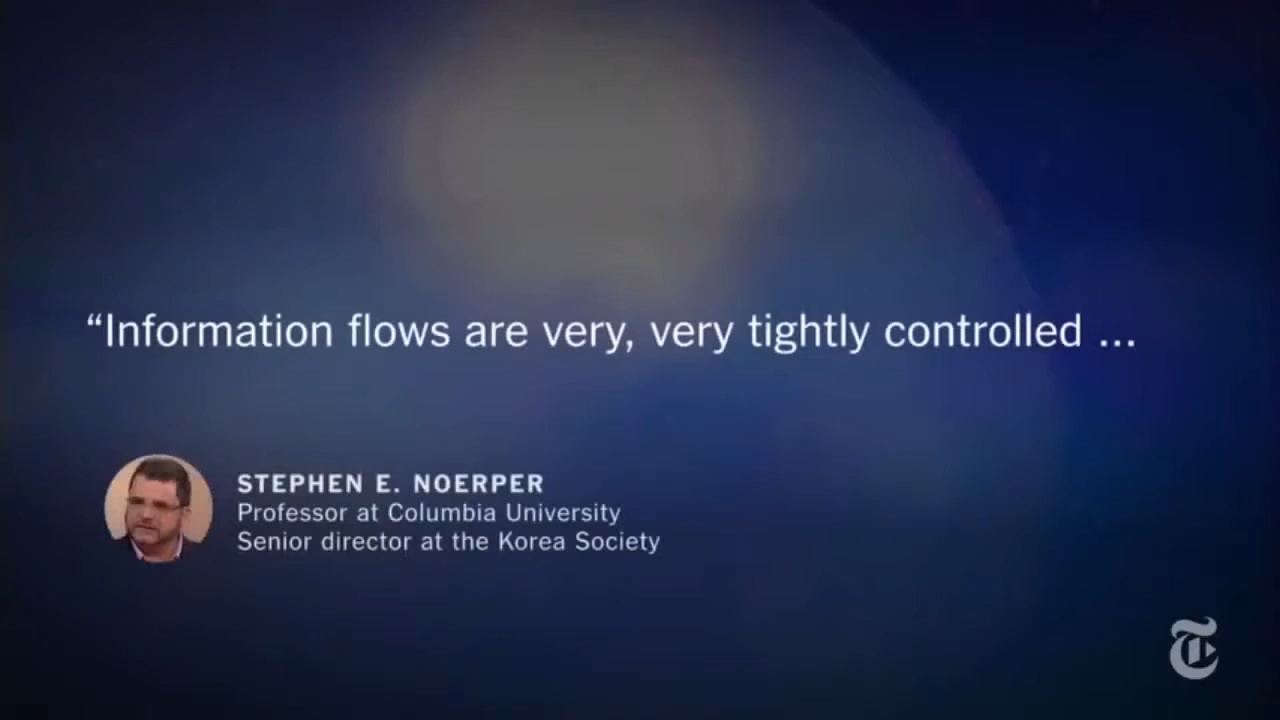 “Information flows are very, very tightly controlled ...
STEPHEN E. NOERPER
Professor at Columbia University
Senior director at the Korea Society
T